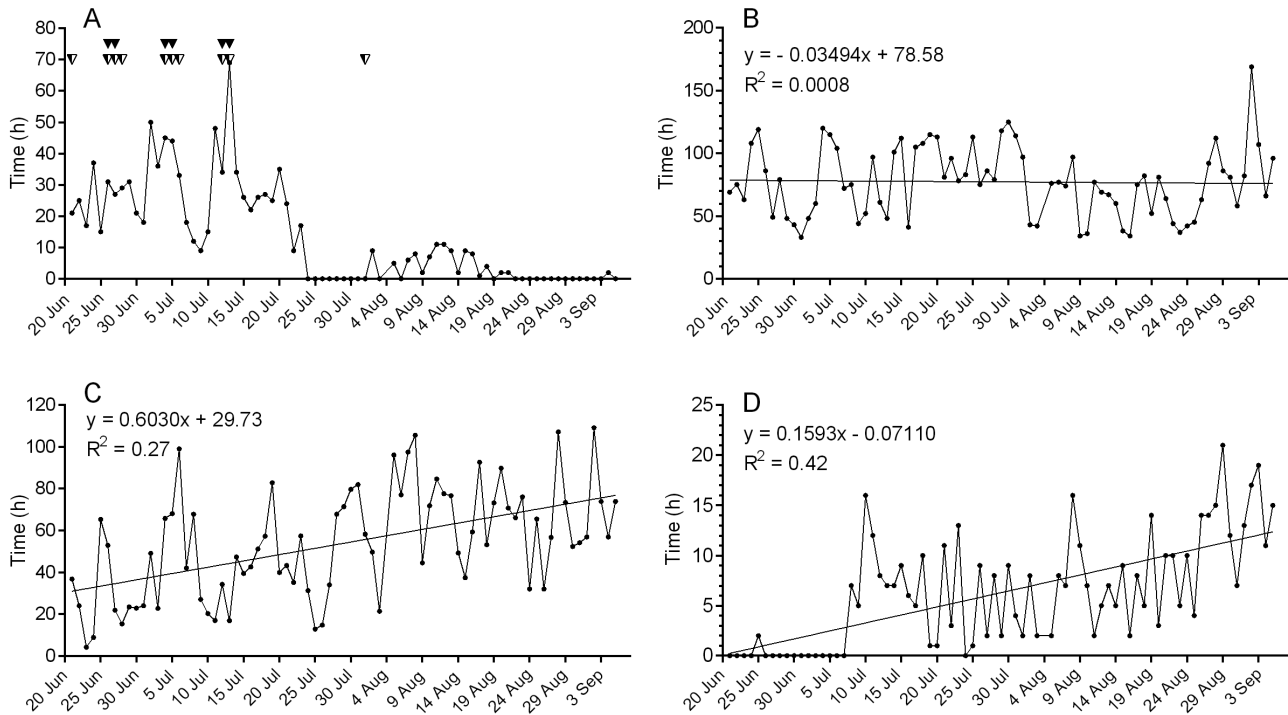 A
80
70
60
50
40
30
20
10
0
Time (h)
20 Jun
25 Jun
30 Jun
5 Jul
10 Jul
15 Jul
20 Jul
25 Jul
30 Jul
4 Aug
9 Aug
14 Aug
19 Aug
24 Aug
29 Aug
3 Sep
B
y = - 0.03494x + 78.58
R² = 0.0008
200
150
100
50
0
Time (h)
20 Jun
25 Jun
30 Jun
5 Jul
10 Jul
15 Jul
20 Jul
25 Jul
30 Jul
4 Aug
9 Aug
14 Aug
19 Aug
24 Aug
29 Aug
3 Sep
C
y = 0.6030x + 29.73
R² = 0.27
120
100
80
60
40
20
0
Time (h)
20 Jun
25 Jun
30 Jun
5 Jul
10 Jul
15 Jul
20 Jul
25 Jul
30 Jul
4 Aug
9 Aug
14 Aug
19 Aug
24 Aug
29 Aug
3 Sep
D
y = 0.1593x - 0.07110
R² = 0.42
25
20
15
10
5
0
Time (h)
20 Jun
25 Jun
30 Jun
5 Jul
10 Jul
15 Jul
20 Jul
25 Jul
30 Jul
4 Aug
9 Aug
14 Aug
19 Aug
24 Aug
29 Aug
3 Sep